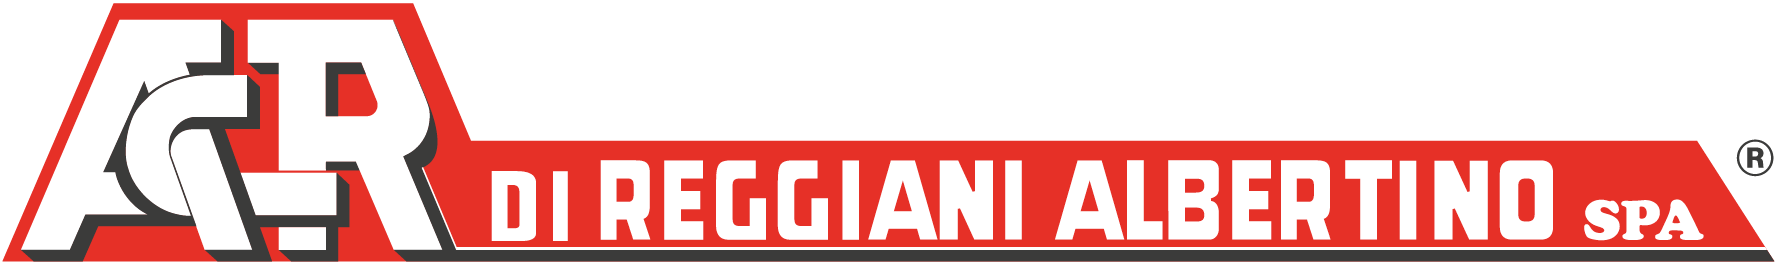 ACR DI REGGIANI ALBERTINO SPA ®